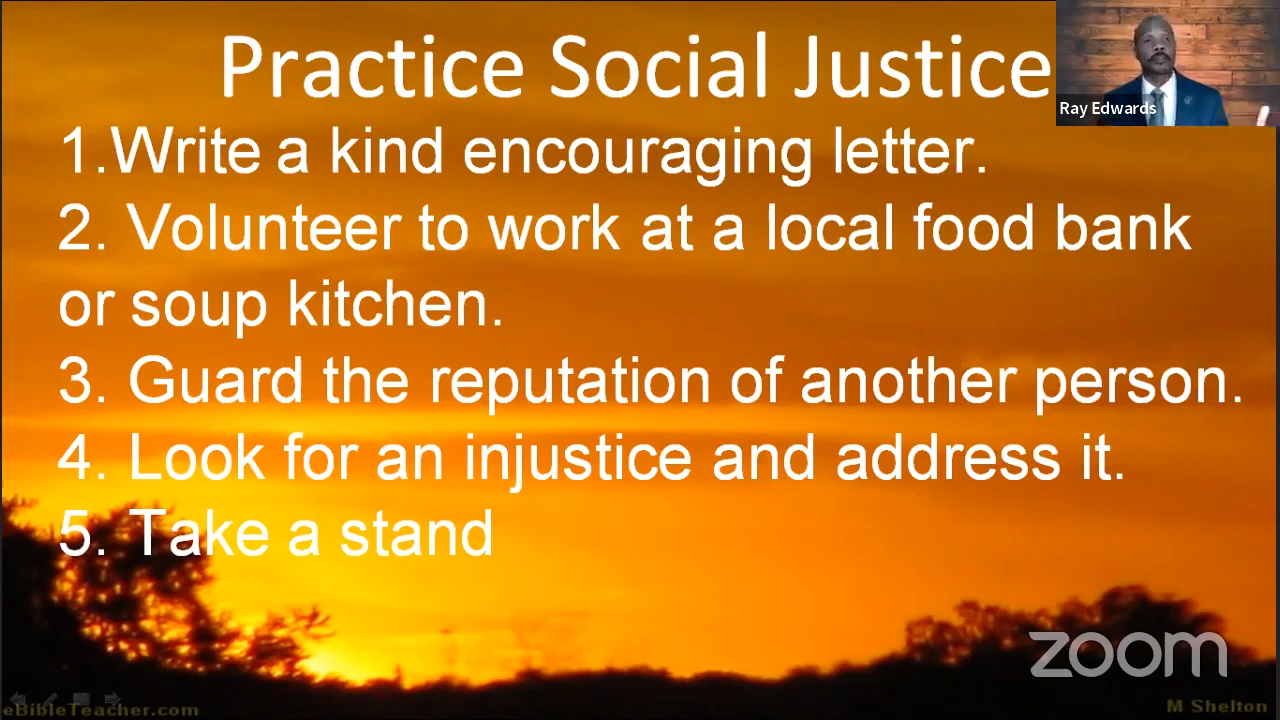 Practice Social Justice
Ray Edwards
1.Write a kind encouraging letter.
2. Volunteer to work at a local food bank
or soup kitchen.
3. Guard the reputation of another person.
4. Look for an injustice and address it.
5. Take a stand
zoom
eBibleTeacher.com
M Shelton